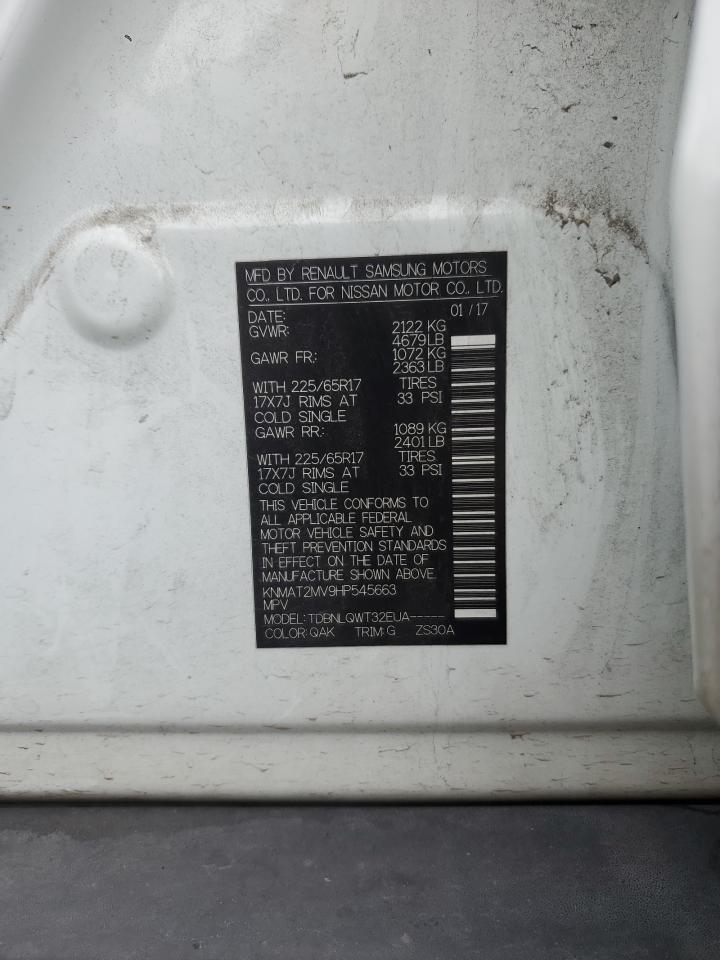 MFD BY RENAULT SAMSUNG MOTORS
CO., LTD. FOR NISSAN MOTOR CO., LTD.
DATE: 01 / 17
GVWR: 2122 KG
4679 LB
GAWR FR.: 1072 KG
2363 LB
WITH 225/65R17 TIRES
17X7J RIMS AT 33 PSI
COLD SINGLE
GAWR RR.: 1089 KG
2401 LB
WITH 225/65R17 TIRES
17X7J RIMS AT 33 PSI
COLD SINGLE
THIS VEHICLE CONFORMS TO
ALL APPLICABLE FEDERAL
MOTOR VEHICLE SAFETY AND
THEFT PREVENTION STANDARDS
IN EFFECT ON THE DATE OF
MANUFACTURE SHOWN ABOVE.
KNMAT2MV9HP545663
MPV
MODEL: TDBNLQWT32EUA-----
COLOR: QAK TRIM: G ZS30A